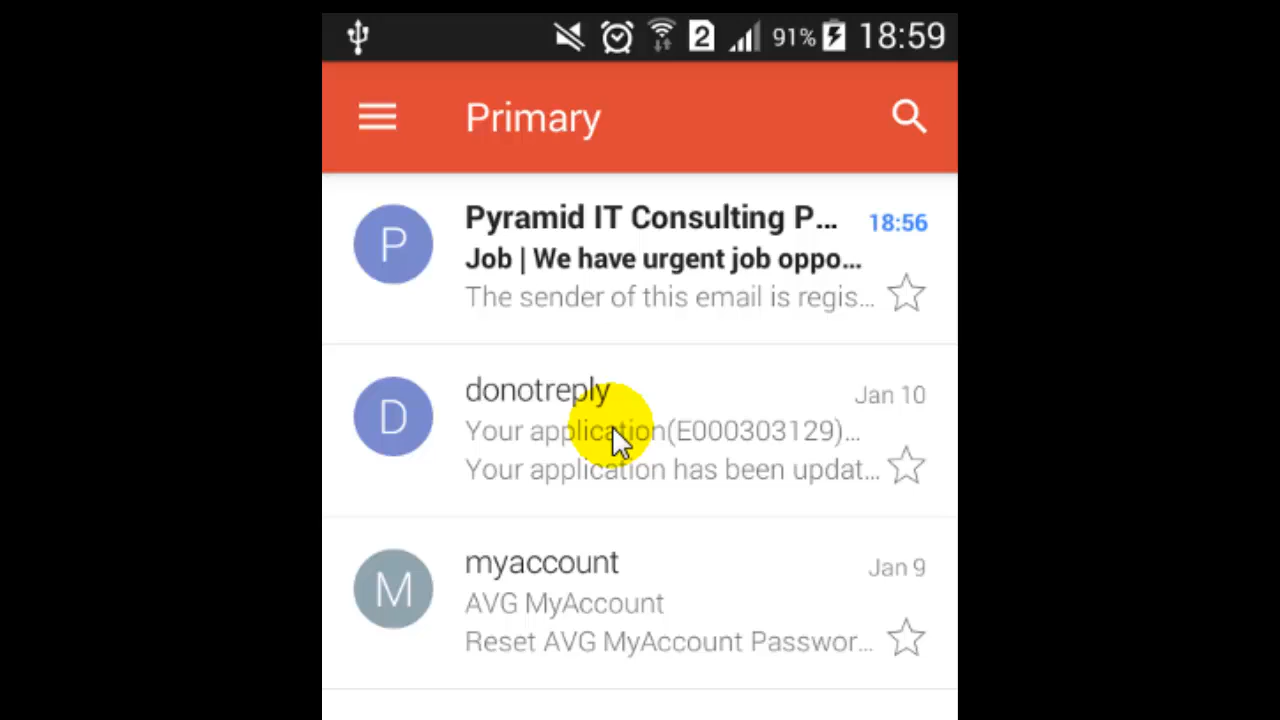 2 91% 18:59
Primary
P
Pyramid IT Consulting P...
18:56
Job | We have urgent job oppo...
The sender of this email is regis...
D
donotreply
Jan 10
Your application(E000303129)...
Your application has been updat...
M
myaccount
Jan 9
AVG MyAccount
Reset AVG MyAccount Passwor...